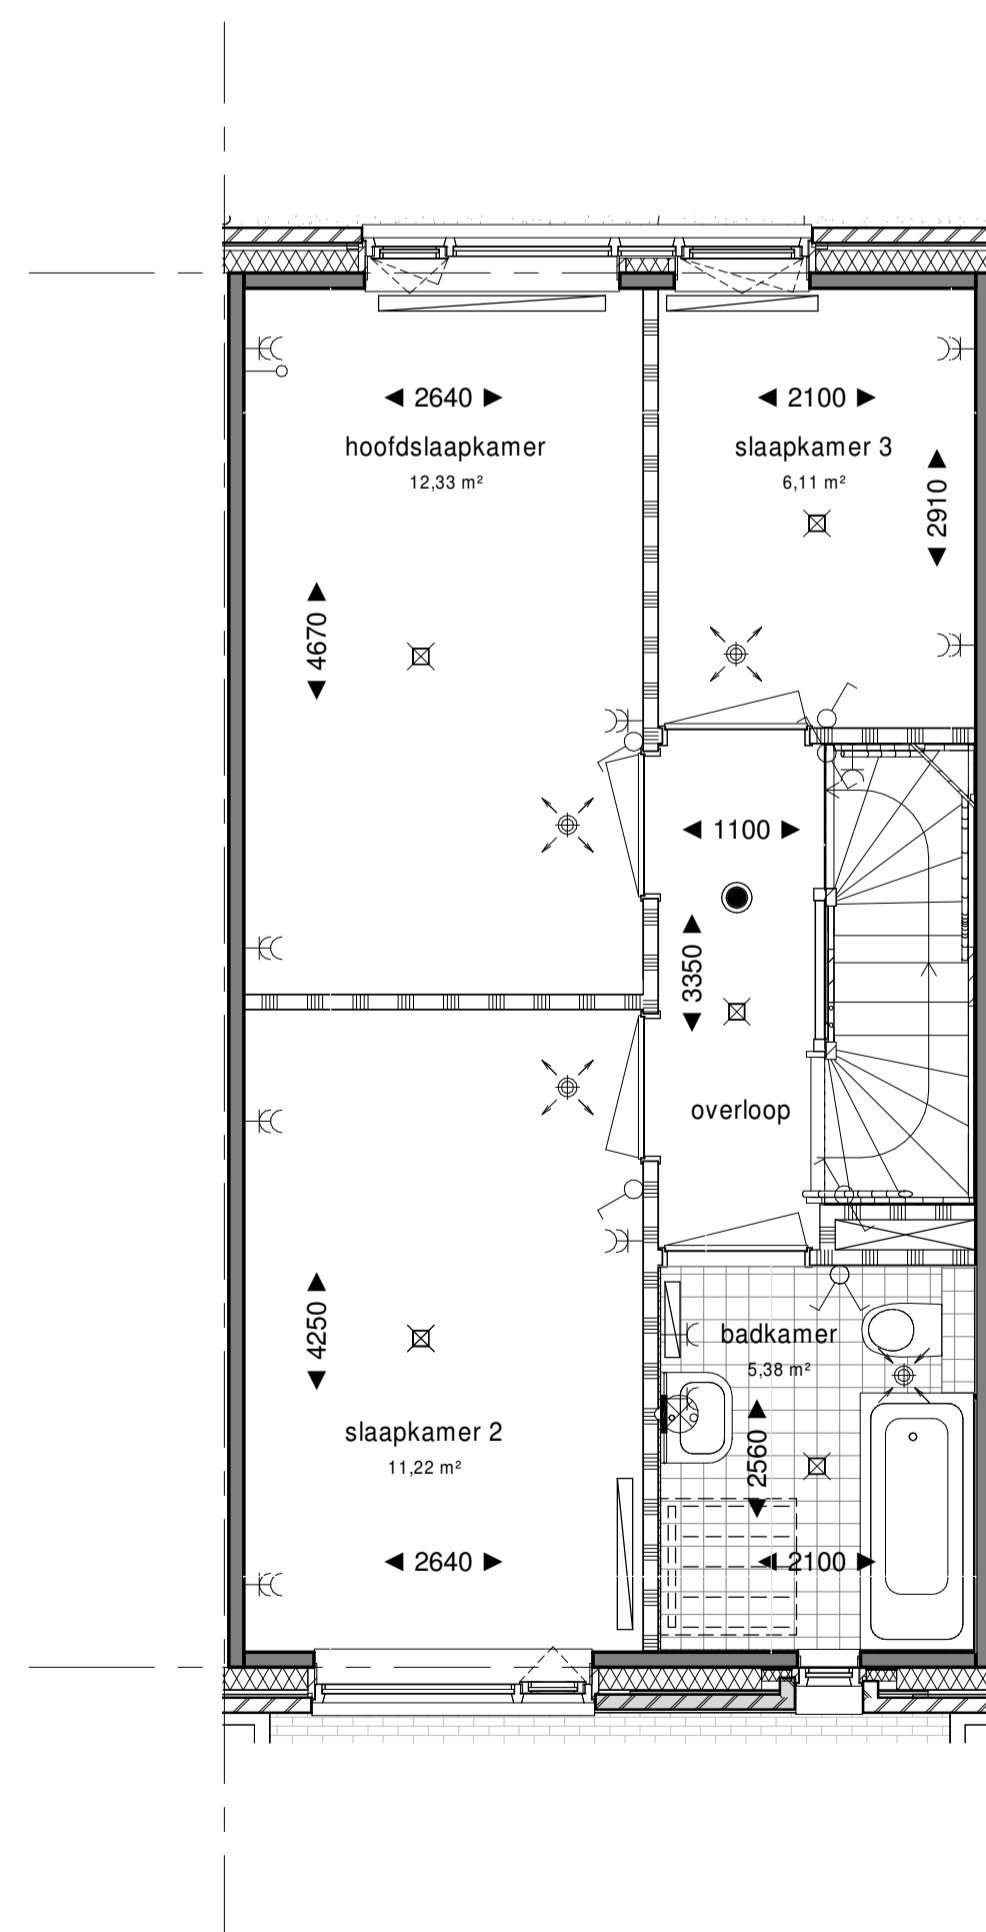 ◄ 2640 ►
hoofdslaapkamer
12,33 m²
◄ 4670 ►
◄ 2100 ►
slaapkamer 3
6,11 m²
◄ 2910 ►
◄ 1100 ►
◄ 3350 ►
overloop
◄ 4250 ►
slaapkamer 2
11,22 m²
◄ 2640 ►
badkamer
5,38 m²
◄ 2560 ►
◄ 2100 ►